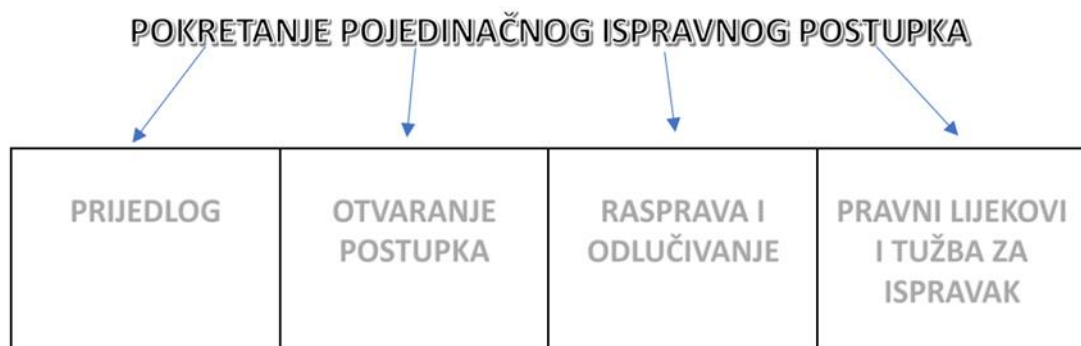 POKRETANJE POJEDINAČNOG ISPRAVNOG POSTUPKA
PRIJEDLOG
OTVARANJE
POSTUPKA
RASPRAVA I
ODLUČIVANJE
PRAVNI LIJEKOVI
I TUŽBA ZA
ISPRAVAK